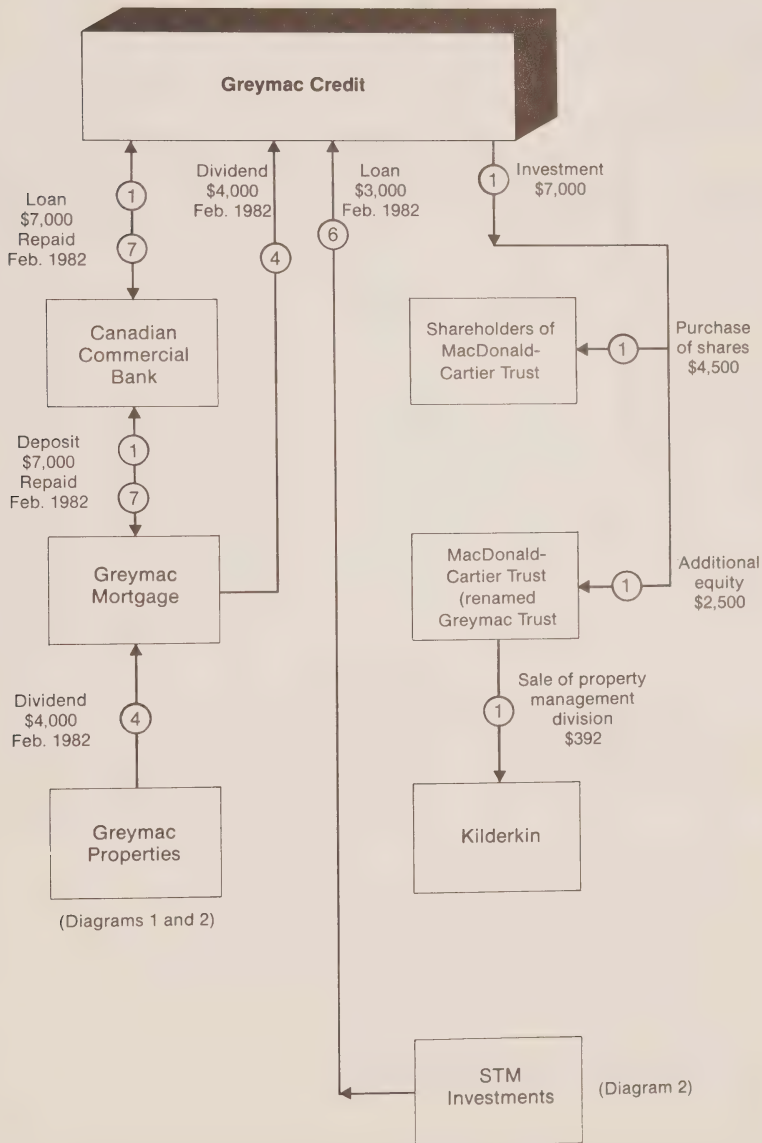 Greymac Credit
Loan
$7,000
Repaid
Feb. 1982
1
7
Dividend
$4,000
Feb. 1982
4
Loan
$3,000
Feb. 1982
6
1
Investment
$7,000
Canadian
Commercial
Bank
Shareholders of
MacDonald-
Cartier Trust
1
Purchase
of shares
$4,500
Deposit
$7,000
Repaid
Feb. 1982
1
7
Greymac
Mortgage
MacDonald-
Cartier Trust
(renamed
Greymac Trust
1
Additional
equity
$2,500
Dividend
$4,000
Feb. 1982
4
1
Sale of property
management
division
$392
Greymac
Properties
Kilderkin
(Diagrams 1 and 2)
STM
Investments
(Diagram 2)